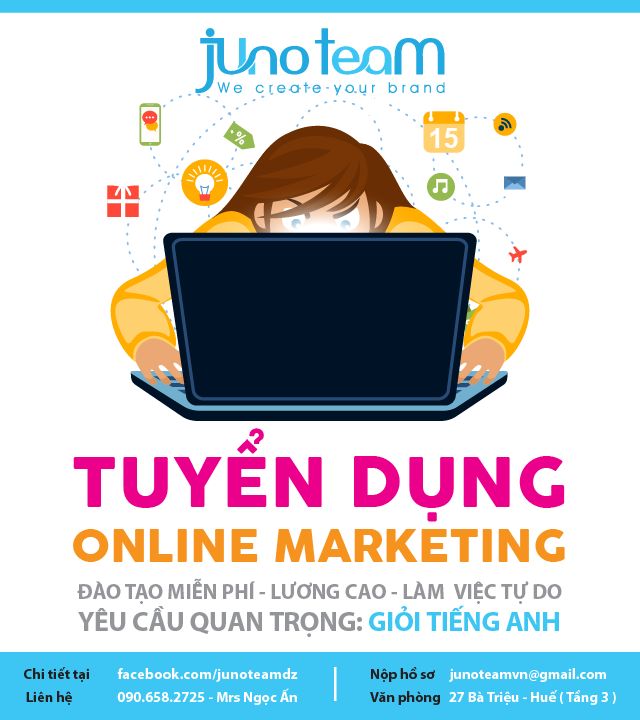 juno team
We create your brand
%
15
TUYỂN DỤNG
ONLINE MARKETING
ĐÀO TẠO MIỄN PHÍ - LƯƠNG CAO - LÀM VIỆC TỰ DO
YÊU CẦU QUAN TRỌNG: GIỎI TIẾNG ANH
Chi tiết tại facebook.com/junoteamdz
Liên hệ 090.658.2725 - Mrs Ngọc Ấn
Nộp hồ sơ junoteamvn@gmail.com
Văn phòng 27 Bà Triệu - Huế ( Tầng 3 )